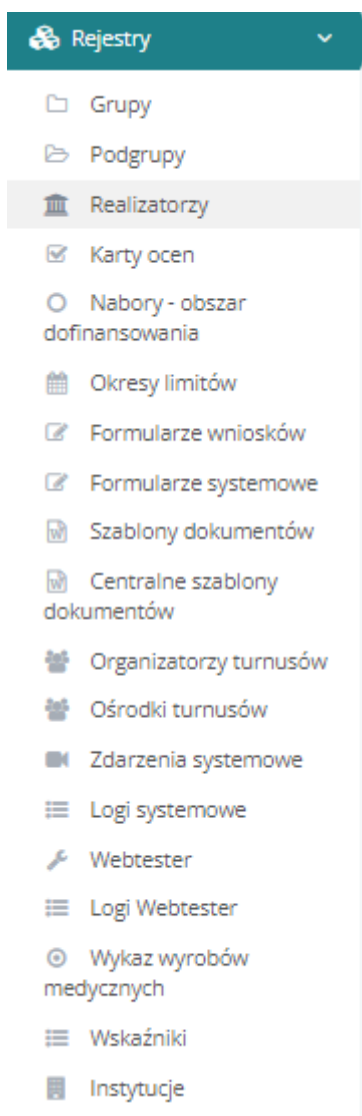 Rejestry
Grupy
Podgrupy
Realizatorzy
Karty ocen
Nabory - obszar
dofinansowania
Okresy limitów
Formularze wniosków
Formularze systemowe
Szablony dokumentów
Centralne szablony
dokumentów
Organizatorzy turnusów
Ośrodki turnusów
Zdarzenia systemowe
Logi systemowe
Webtester
Logi Webtester
Wykaz wyrobów
medycznych
Wskaźniki
Instytucje